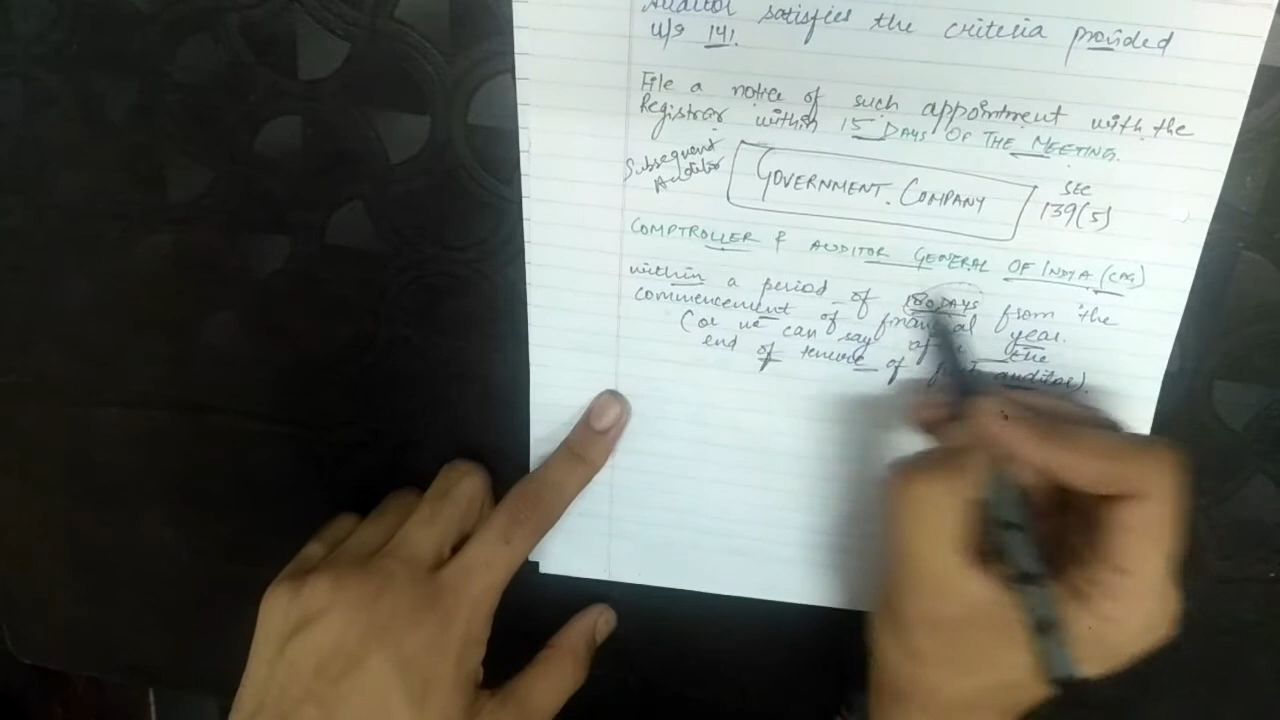 Auditor satisfies the criteria provided
u/s 141.
File a notice of such appointment with the
Registrar within 15 DAYS OF THE MEETING.
Subsequent
Auditor
GOVERNMENT. COMPANY
SEC
139(5)
COMPTROLLER & AUDITOR GENERAL OF INDIA (CAG)
within a period of 180 DAYS from the
commencement of financial year.
(or we can say the
end of tenure of auditor).